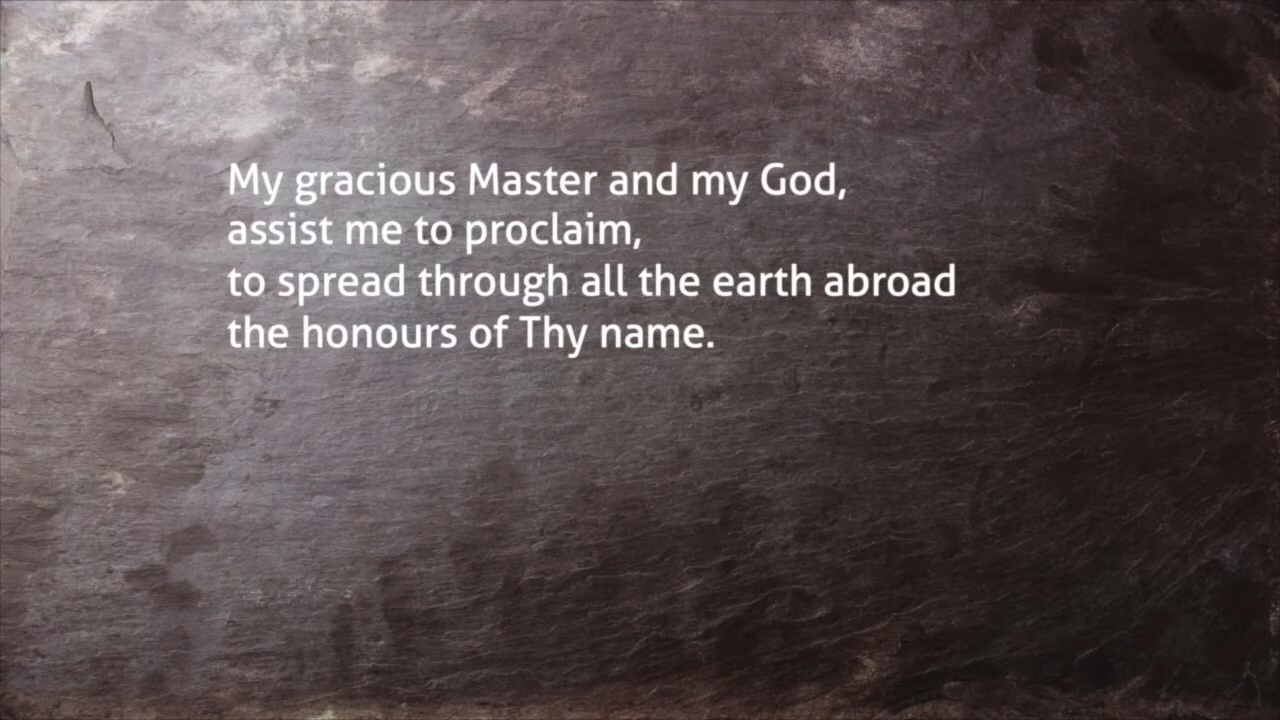 My gracious Master and my God,
assist me to proclaim,
to spread through all the earth abroad
the honours of Thy name.